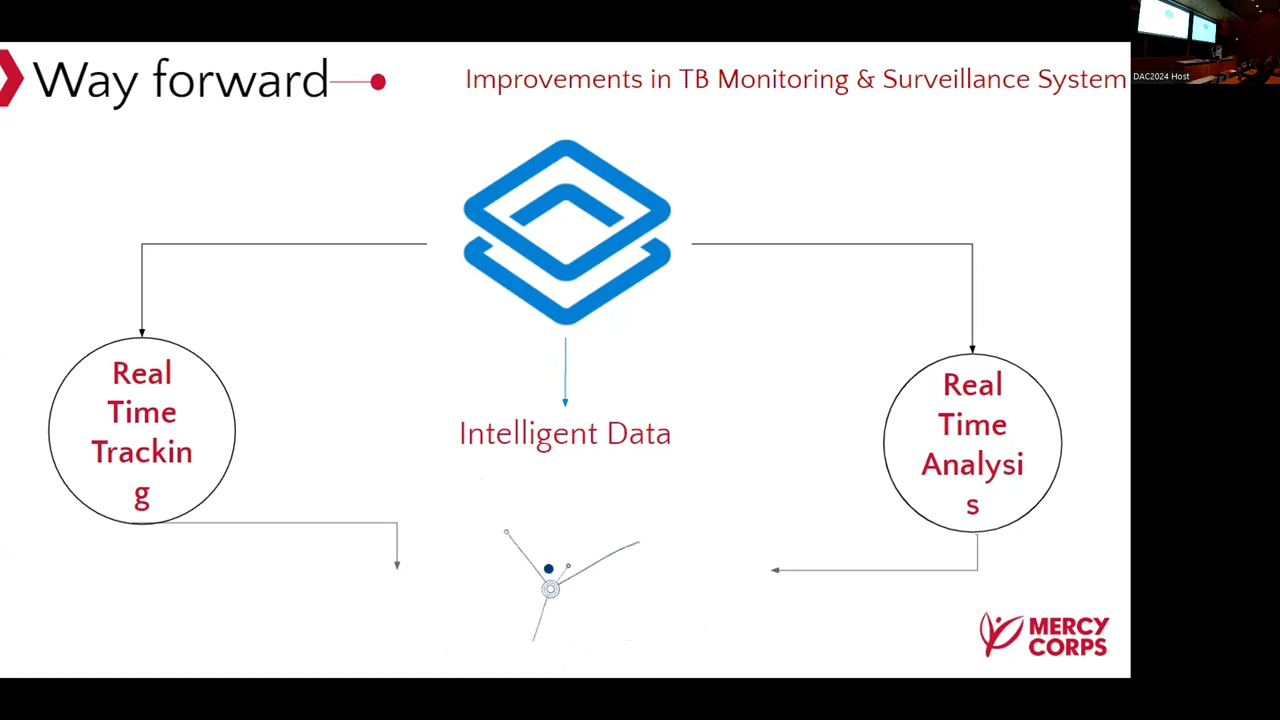 Way forward
Improvements in TB Monitoring & Surveillance System
DAC2024 Host
Real
Time
Trackin
g
Intelligent Data
Real
Time
Analysi
s
MERCY
CORPS